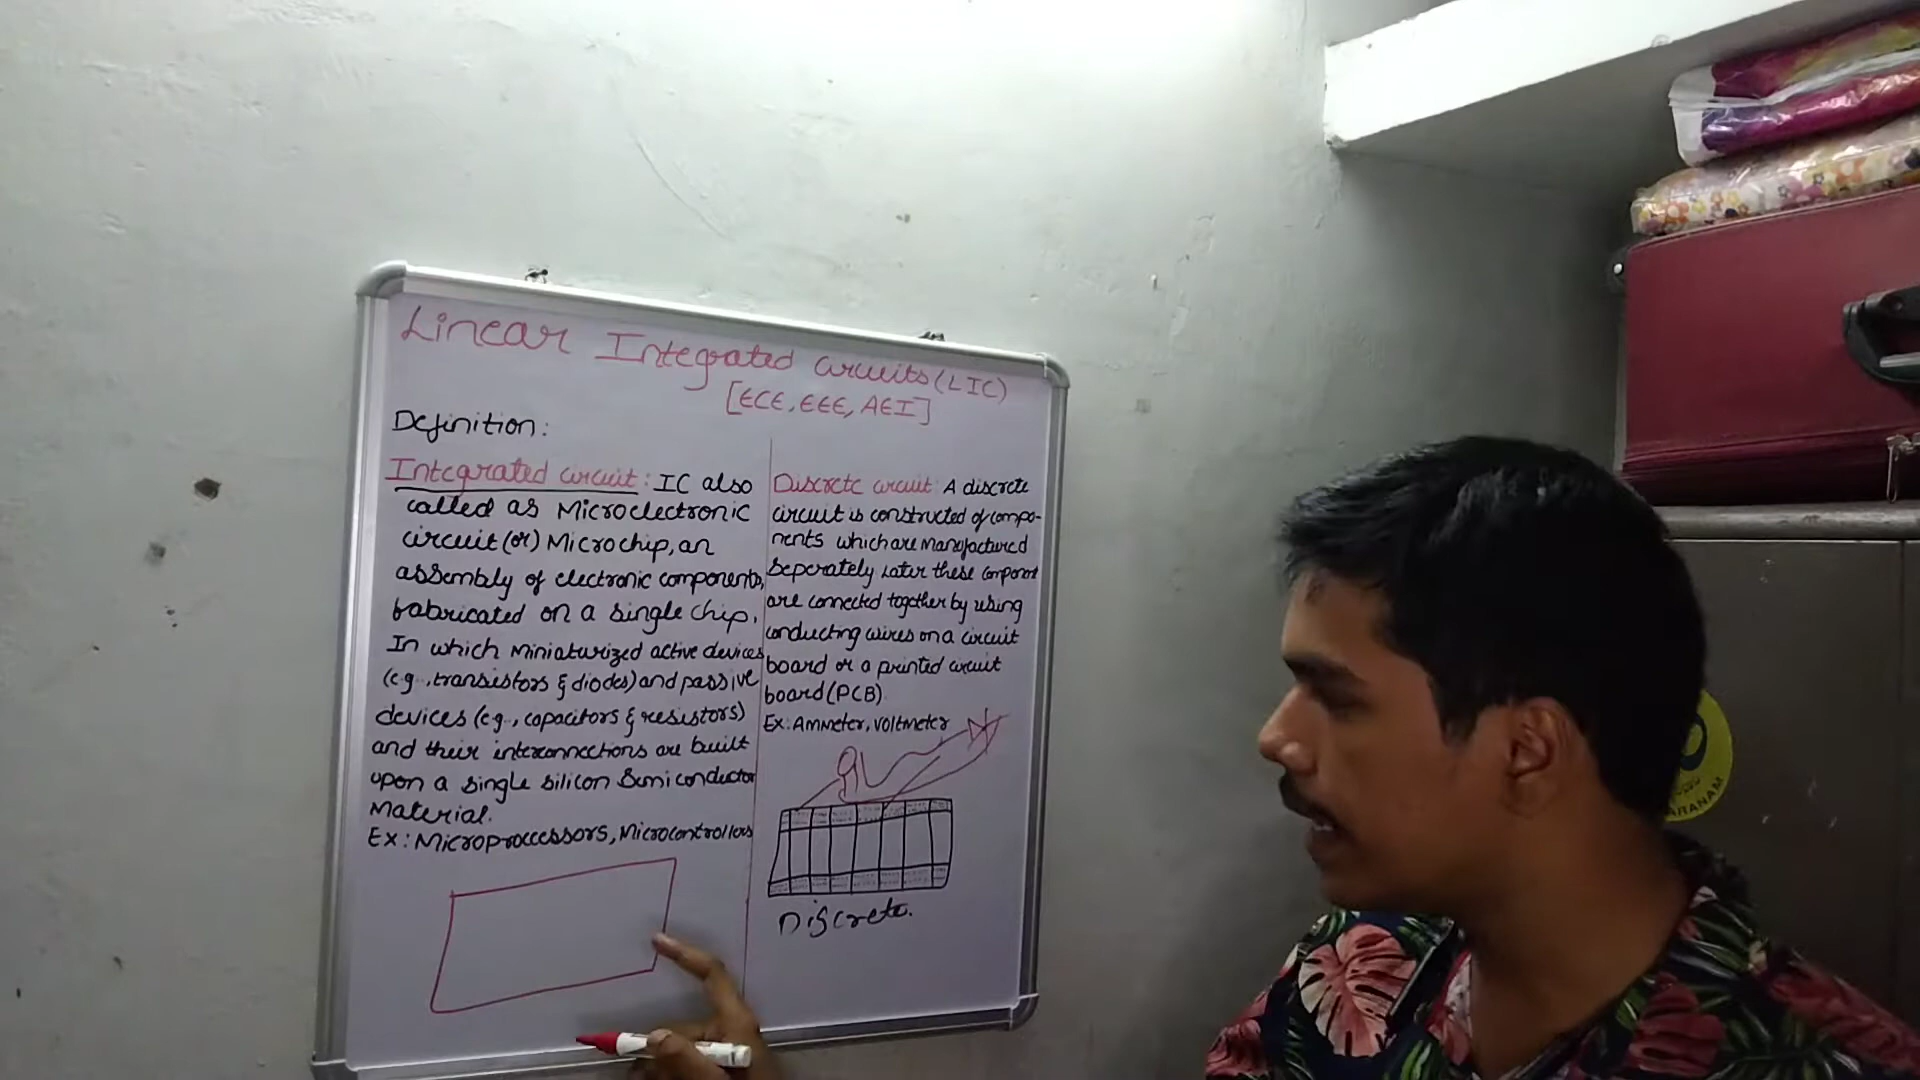 Linear Integrated Circuits (LIC)
[ECE, EEE, AEI]
Definition:
Integrated circuit: IC also
called as Microelectronic
circuit (or) Microchip, an
assembly of electronic components,
fabricated on a single chip,
In which miniaturized active devices
(e.g., transistors & diodes) and passive
devices (e.g., capacitors & resistors)
and their interconnections are built
upon a single silicon Semiconductor
Material.
Ex: Microproccessors, Microcontrollers
Discrete circuit: A discrete
circuit is constructed of compo-
nents which are manufactured
Seperately Later these component
are connected together by using
conducting wires on a circuit
board or a printed circuit
board (PCB).
Ex: Ammeter, Voltmeter
Discrete.
ARANAM